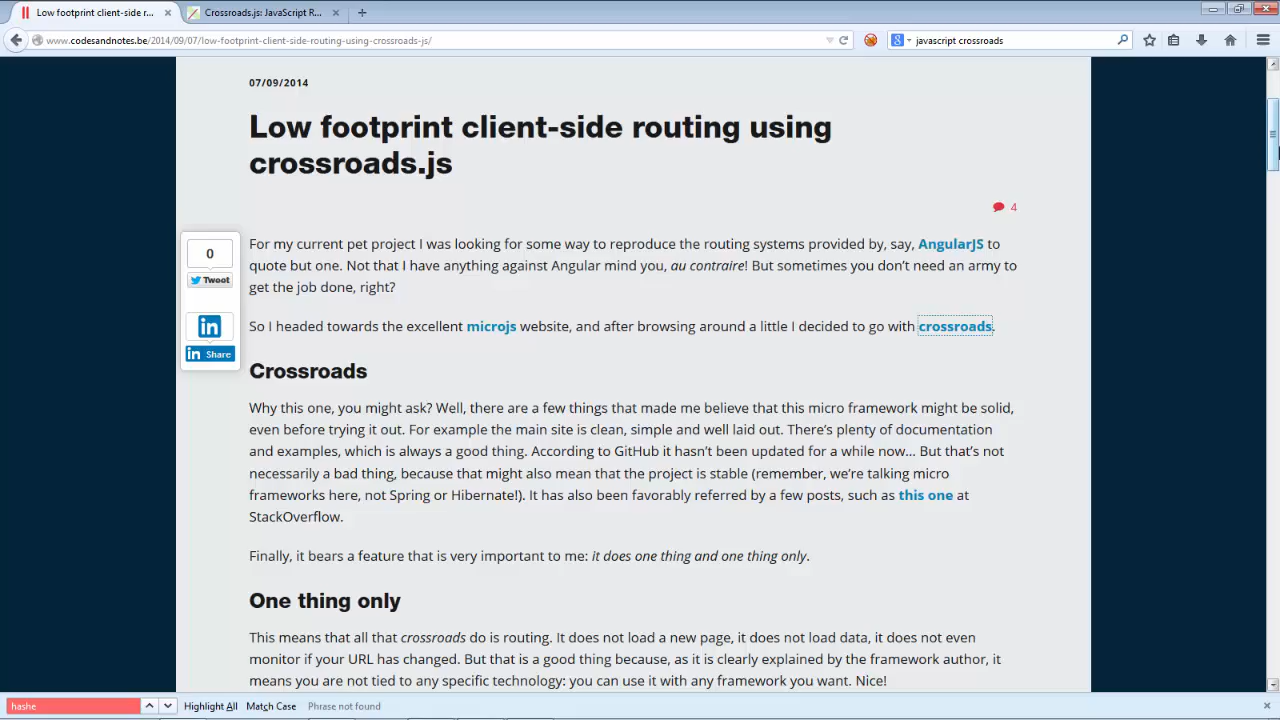 Low footprint client-side r...
Crossroads.js: JavaScript R...
www.codesandnotes.be/2014/09/07/low-footprint-client-side-routing-using-crossroads-js/
javascript crossroads
07/09/2014
Low footprint client-side routing using
crossroads.js
4
0
Tweet
in
in Share
For my current pet project I was looking for some way to reproduce the routing systems provided by, say, AngularJS to
quote but one. Not that I have anything against Angular mind you, au contraire! But sometimes you don't need an army to
get the job done, right?
So I headed towards the excellent microjs website, and after browsing around a little I decided to go with crossroads.
Crossroads
Why this one, you might ask? Well, there are a few things that made me believe that this micro framework might be solid,
even before trying it out. For example the main site is clean, simple and well laid out. There's plenty of documentation
and examples, which is always a good thing. According to GitHub it hasn't been updated for a while now... But that's not
necessarily a bad thing, because that might also mean that the project is stable (remember, we're talking micro
frameworks here, not Spring or Hibernate!). It has also been favorably referred by a few posts, such as this one at
StackOverflow.
Finally, it bears a feature that is very important to me: it does one thing and one thing only.
One thing only
This means that all that crossroads do is routing. It does not load a new page, it does not load data, it does not even
monitor if your URL has changed. But that is a good thing because, as it is clearly explained by the framework author, it
means you are not tied to any specific technology: you can use it with any framework you want. Nice!
hashe
Highlight All
Match Case
Phrase not found